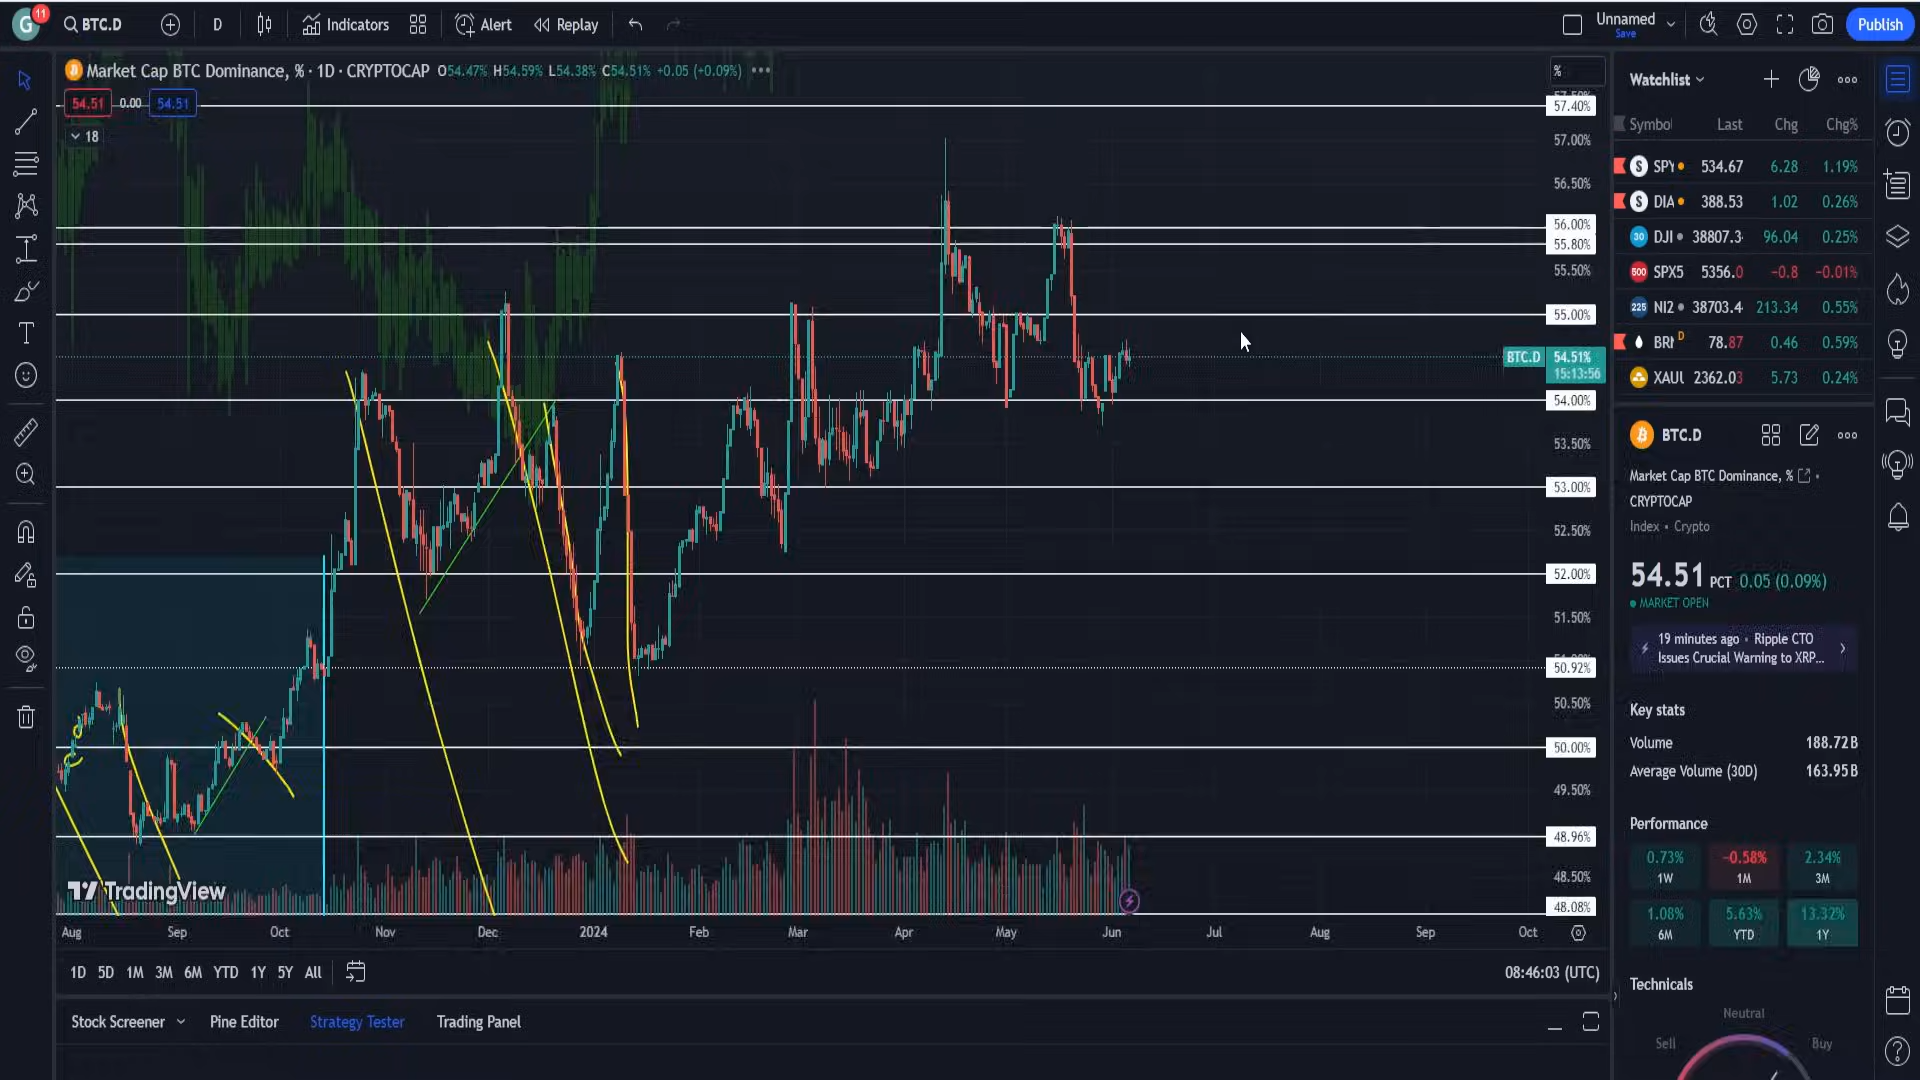 G 11 BTC.D D Indicators Alert Replay Unnamed Save Publish
Market Cap BTC Dominance, % · 1D · CRYPTOCAP O54.47% H54.59% L54.38% C54.51% +0.05 (+0.09%)
54.51 0.00 54.51
18
%
57.40%
57.00%
56.50%
56.00%
55.80%
55.50%
55.00%
BTC.D 54.51%
15:13:56
54.00%
53.50%
53.00%
52.50%
52.00%
51.50%
50.92%
50.50%
50.00%
49.50%
48.96%
48.50%
48.08%
TradingView
Aug Sep Oct Nov Dec 2024 Feb Mar Apr May Jun Jul Aug Sep Oct
1D 5D 1M 3M 6M YTD 1Y 5Y All 08:46:03 (UTC)
Stock Screener Pine Editor Strategy Tester Trading Panel
Watchlist
Symbol Last Chg Chg%
S SPY 534.67 6.28 1.19%
S DIA 388.53 1.02 0.26%
30 DJI 38807.3 96.04 0.25%
500 SPX5 5356.0 −0.8 −0.01%
225 NI2 38703.4 213.34 0.55%
BRN D 78.87 0.46 0.59%
XAUU 2362.03 5.73 0.24%
BTC.D
Market Cap BTC Dominance, % •
CRYPTOCAP
Index • Crypto
54.51 PCT 0.05 (0.09%)
MARKET OPEN
19 minutes ago • Ripple CTO
Issues Crucial Warning to XRP...
Key stats
Volume 188.72B
Average Volume (30D) 163.95B
Performance
0.73% −0.58% 2.34%
1W 1M 3M
1.08% 5.63% 13.32%
6M YTD 1Y
Technicals
Neutral
Sell Buy